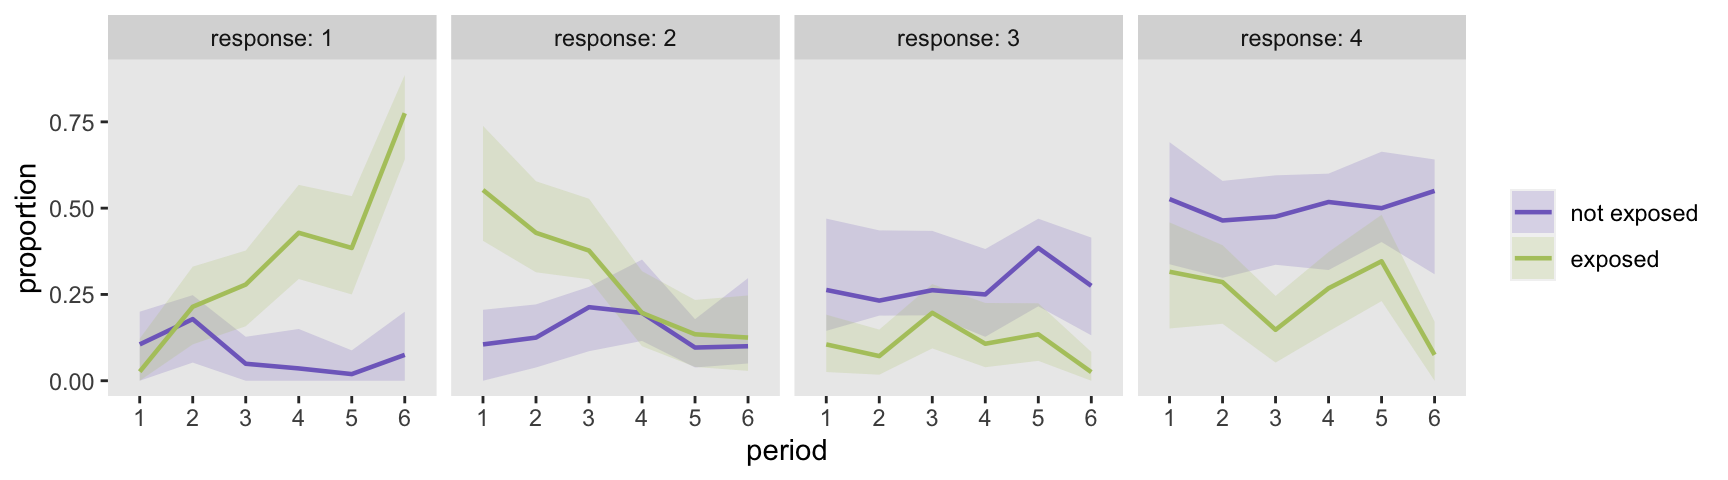 response: 1
response: 2
response: 3
response: 4
proportion
0.75
0.50
0.25
0.00
1 2 3 4 5 6
1 2 3 4 5 6
1 2 3 4 5 6
1 2 3 4 5 6
period
not exposed
exposed